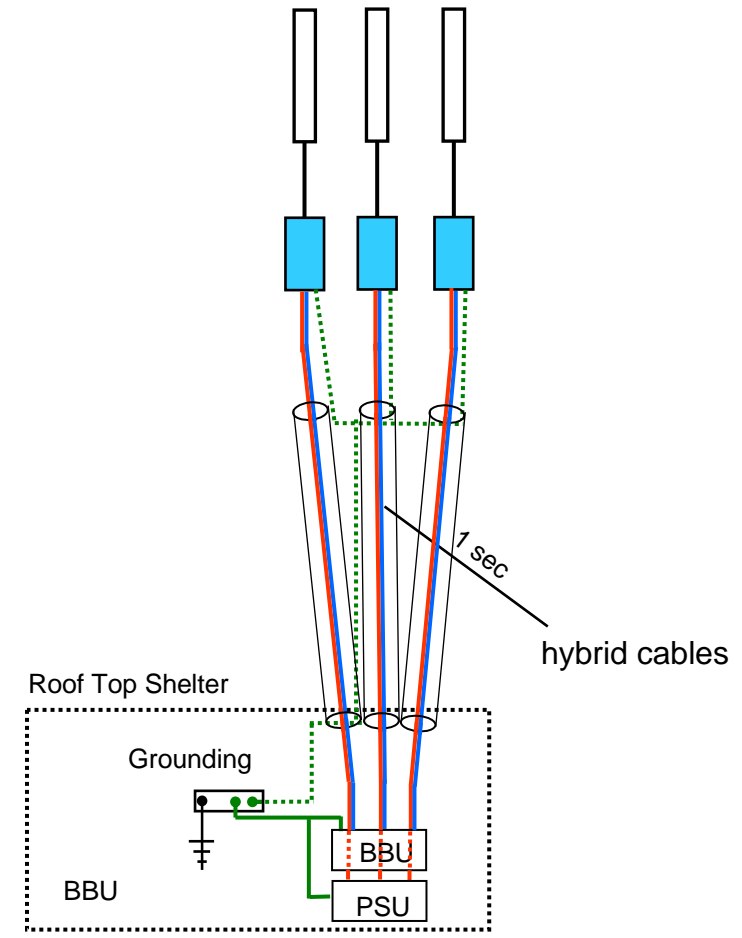 1 sec
hybrid cables
Roof Top Shelter
Grounding
BBU
BBU
PSU